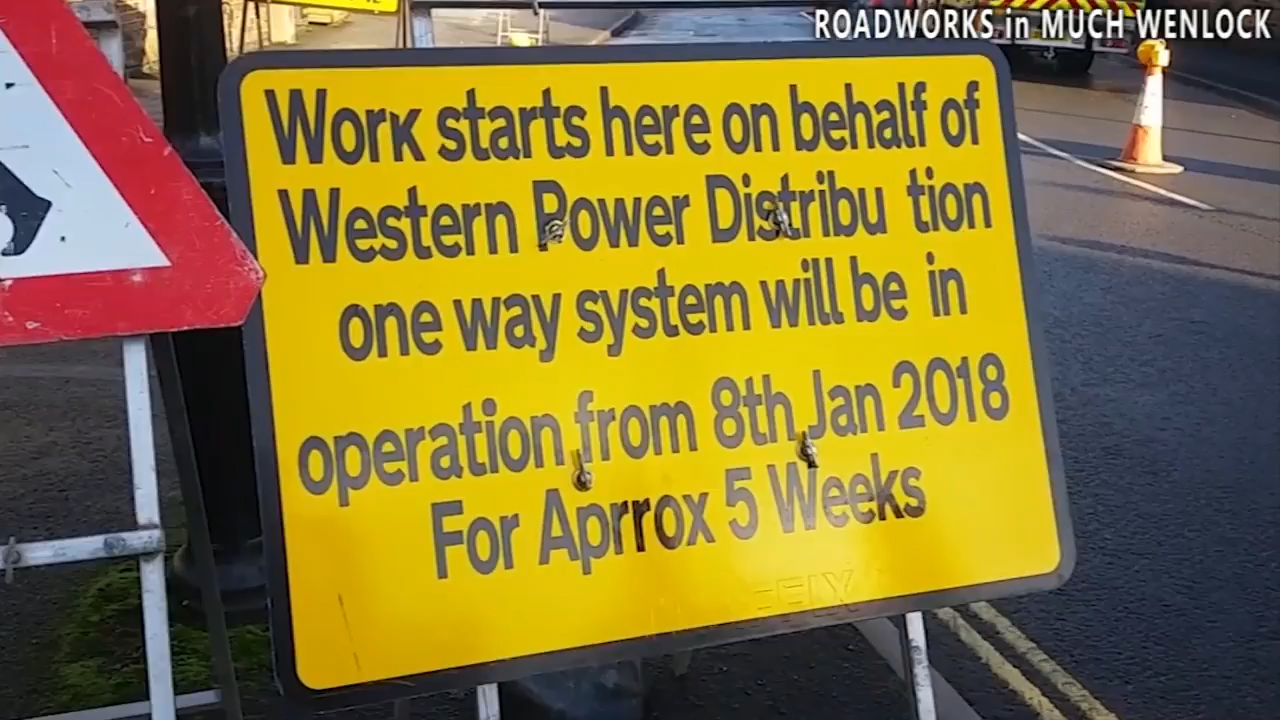 ROADWORKS in MUCH WENLOCK
Work starts here on behalf of
Western Power Distribu tion
one way system will be in
operation from 8th Jan 2018
For Aprrox 5 Weeks